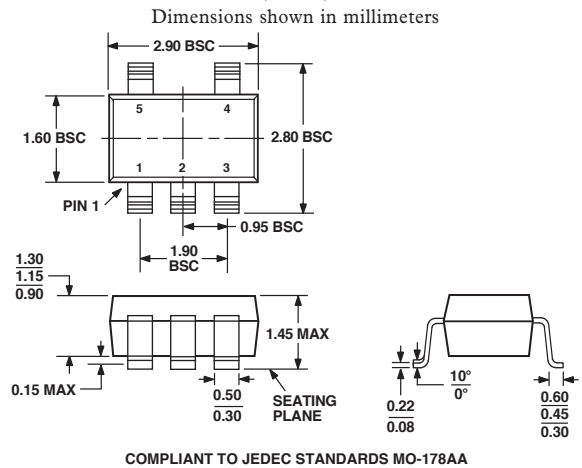 Dimensions shown in millimeters
2.90 BSC
5 4
1.60 BSC
2.80 BSC
1 2 3
PIN 1
0.95 BSC
1.90
BSC
1.30
1.15
0.90
1.45 MAX
0.15 MAX
0.50
0.30
SEATING
PLANE
0.22
0.08
10°
0°
0.60
0.45
0.30
COMPLIANT TO JEDEC STANDARDS MO-178AA